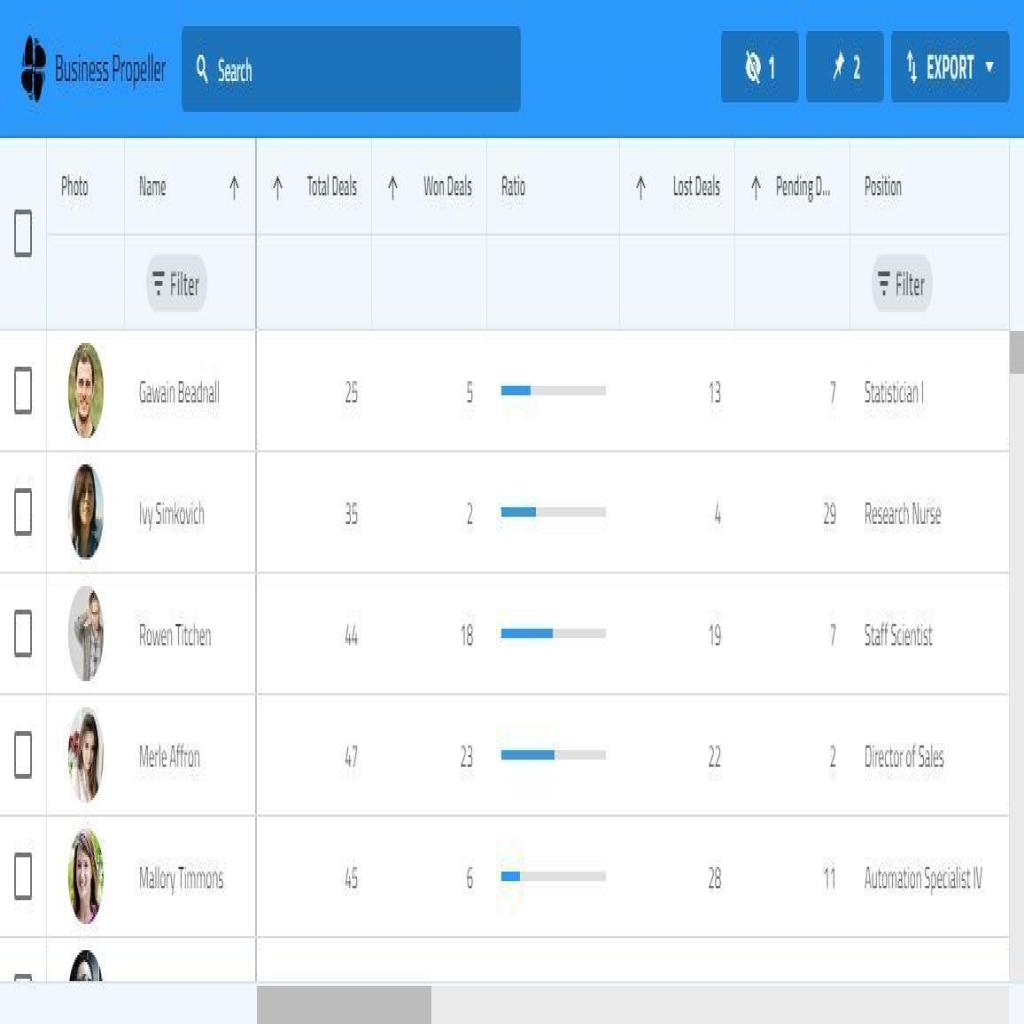 Business Propeller
Search
1
2
EXPORT
Photo Name Total Deals Won Deals Ratio Lost Deals Pending D... Position
Filter Filter
Gawain Beadnall 25 5 13 7 Statistician I
Ivy Simkovich 35 2 4 29 Research Nurse
Rowen Titchen 44 18 19 7 Staff Scientist
Merle Affron 47 23 22 2 Director of Sales
Mallory Timmons 45 6 28 11 Automation Specialist IV